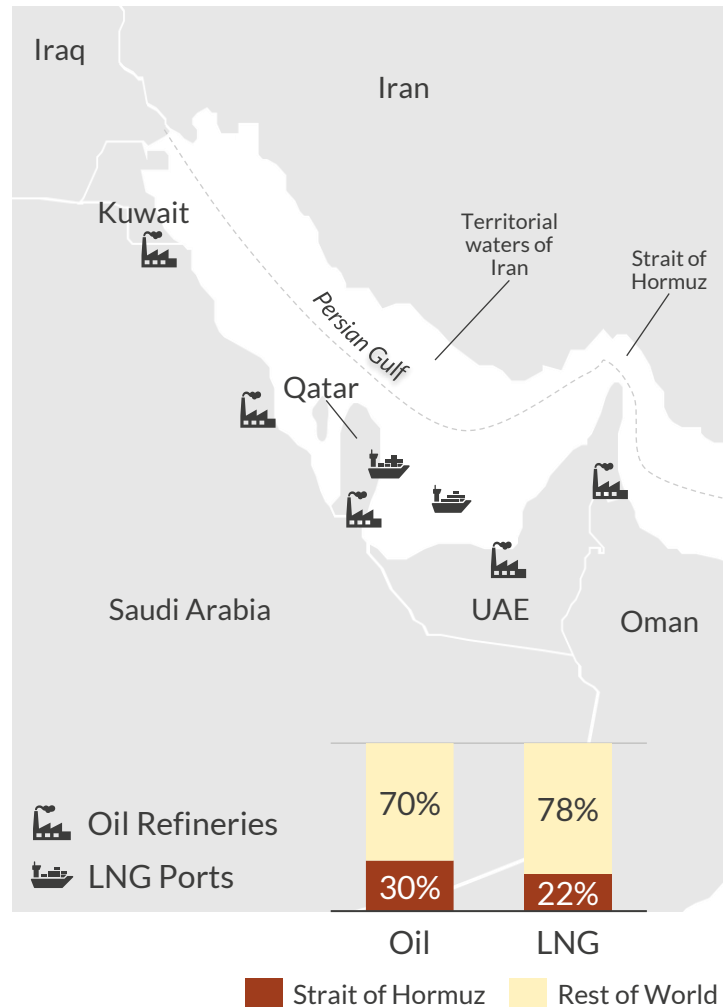 Iraq
Iran
Kuwait
Territorial
waters of
Iran
Strait of
Hormuz
Persian Gulf
Qatar
Saudi Arabia
UAE
Oman
70%
78%
Oil Refineries
LNG Ports
30%
22%
Oil
LNG
Strait of Hormuz
Rest of World